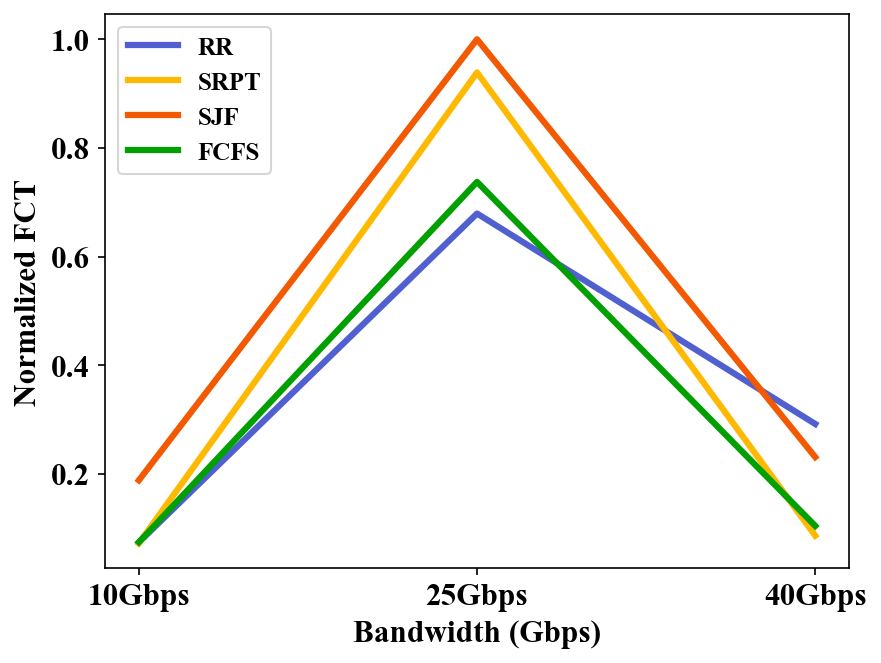 RR
SRPT
SJF
FCFS
1.0
0.8
0.6
0.4
0.2
Normalized FCT
10Gbps 25Gbps 40Gbps
Bandwidth (Gbps)